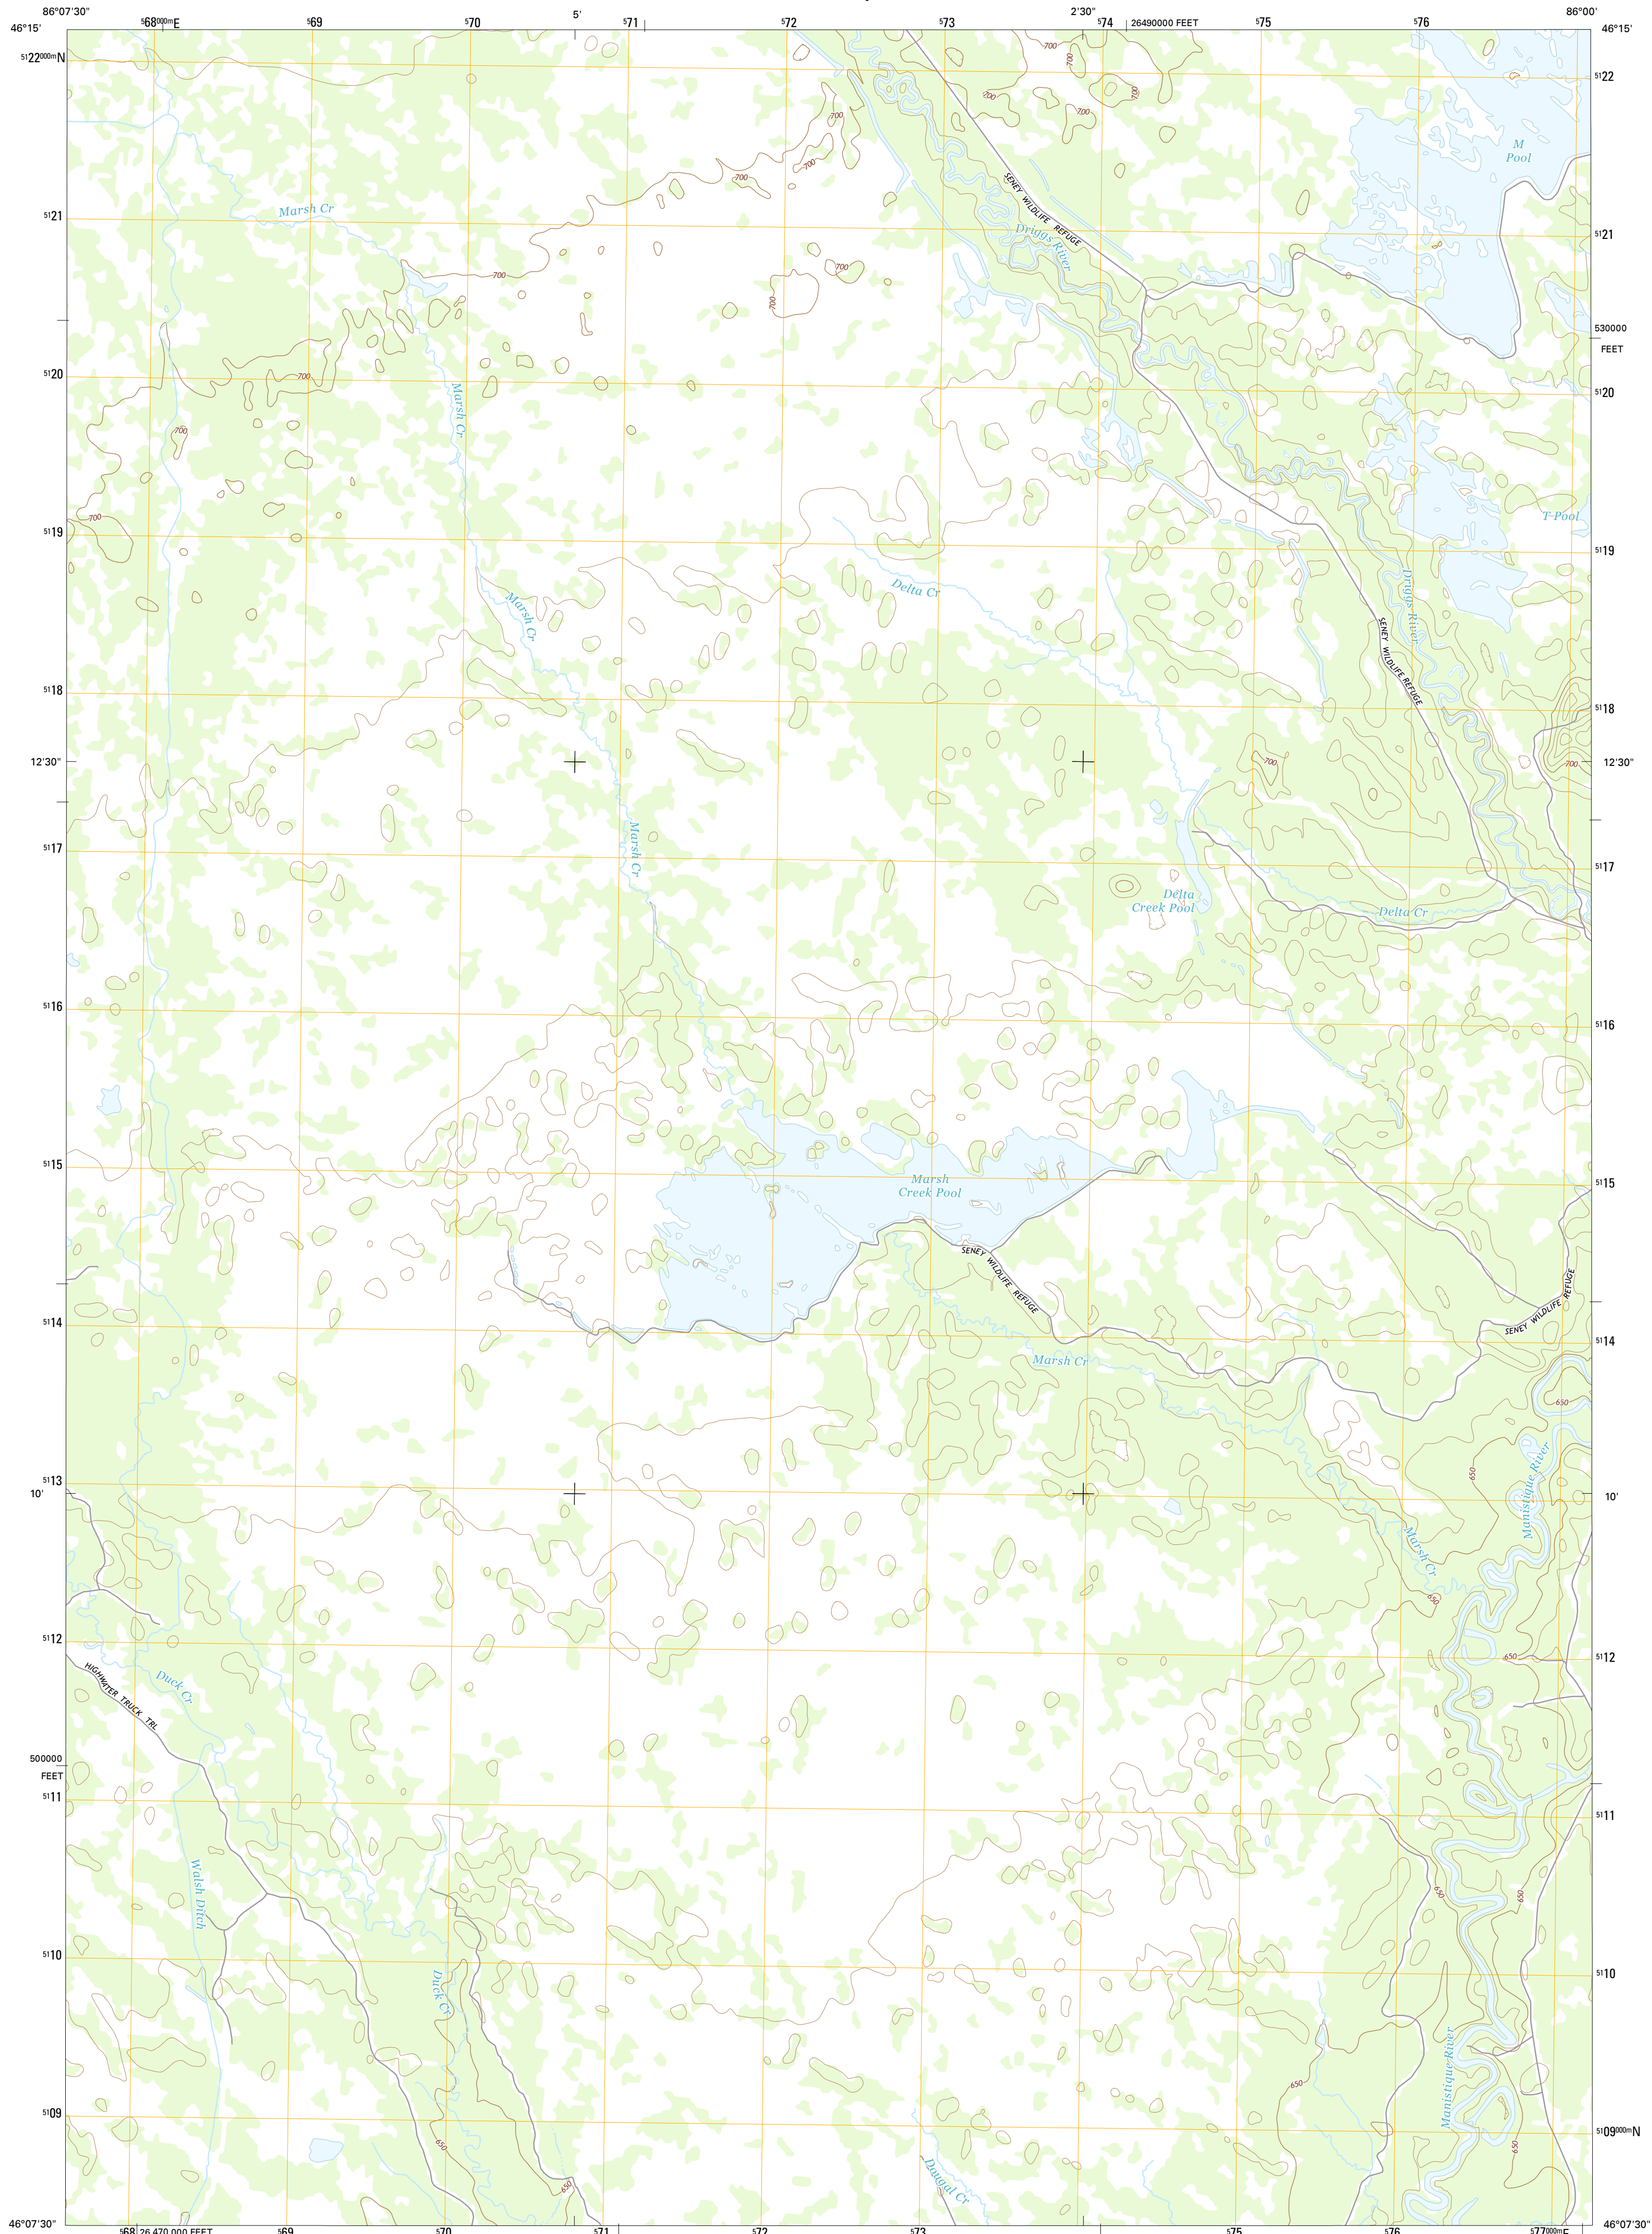 86°07'30"
568000mE
569
570
5'
571
572
573
2'30"
574
26490000 FEET
575
576
86°00'
46°15'
46°15'
5122000mN
5122
700
700
700
700
700
700
M
Pool
700
700
Marsh Cr
SENEY WILDLIFE REFUGE
Driggs River
5121
5121
700
700
700
530000
FEET
5120
700
Marsh Cr
5120
700
700
5119
T Pool
5119
Delta Cr
Marsh Cr
Driggs River
SENEY WILDLIFE REFUGE
5118
5118
12'30"
700
700
12'30"
Marsh Cr
5117
5117
Delta
Creek Pool
Delta Cr
5116
5116
5115
Marsh
Creek Pool
5115
SENEY WILDLIFE REFUGE
SENEY WILDLIFE REFUGE
5114
5114
Marsh Cr
650
650
Manistique River
5113
10'
10'
Marsh Cr
650
5112
650
5112
Duck Cr
HIGHWATER TRUCK TRL
500000
FEET
5111
5111
Walsh Ditch
650
650
5110
Duck Cr
5110
650
Manistique River
5109
650
650
5109000mN
Dougal Cr
650
46°07'30"
46°07'30"
568
26 470 000 FEET
569
570
571
572
573
575
576
577000mE